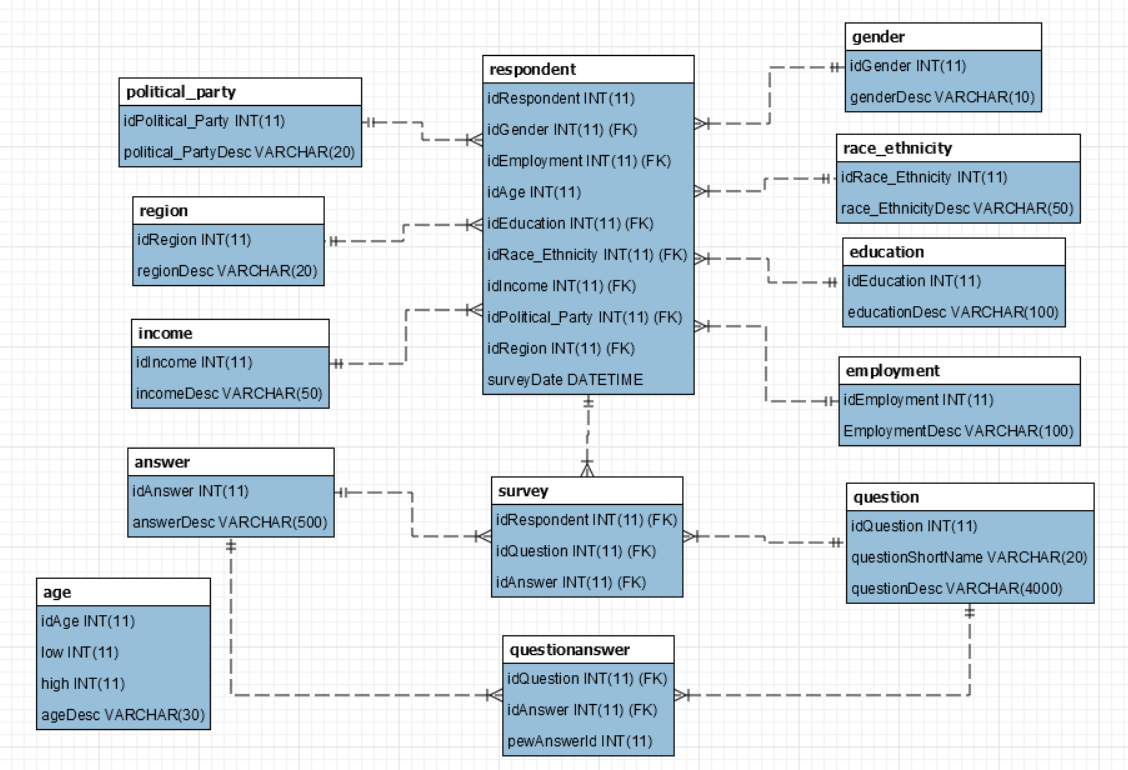 political_party
idPolitical_Party INT(11)
political_PartyDesc VARCHAR(20)
region
idRegion INT(11)
regionDesc VARCHAR(20)
income
idIncome INT(11)
incomeDesc VARCHAR(50)
answer
idAnswer INT(11)
answerDesc VARCHAR(500)
age
idAge INT(11)
low INT(11)
high INT(11)
ageDesc VARCHAR(30)
respondent
idRespondent INT(11)
idGender INT(11) (FK)
idEmployment INT(11) (FK)
idAge INT(11)
idEducation INT(11) (FK)
idRace_Ethnicity INT(11) (FK)
idIncome INT(11) (FK)
idPolitical_Party INT(11) (FK)
idRegion INT(11) (FK)
surveyDate DATETIME
survey
idRespondent INT(11) (FK)
idQuestion INT(11) (FK)
idAnswer INT(11) (FK)
questionanswer
idQuestion INT(11) (FK)
idAnswer INT(11) (FK)
pewAnswerId INT(11)
gender
idGender INT(11)
genderDesc VARCHAR(10)
race_ethnicity
idRace_Ethnicity INT(11)
race_EthnicityDesc VARCHAR(50)
education
idEducation INT(11)
educationDesc VARCHAR(100)
employment
idEmployment INT(11)
EmploymentDesc VARCHAR(100)
question
idQuestion INT(11)
questionShortName VARCHAR(20)
questionDesc VARCHAR(4000)